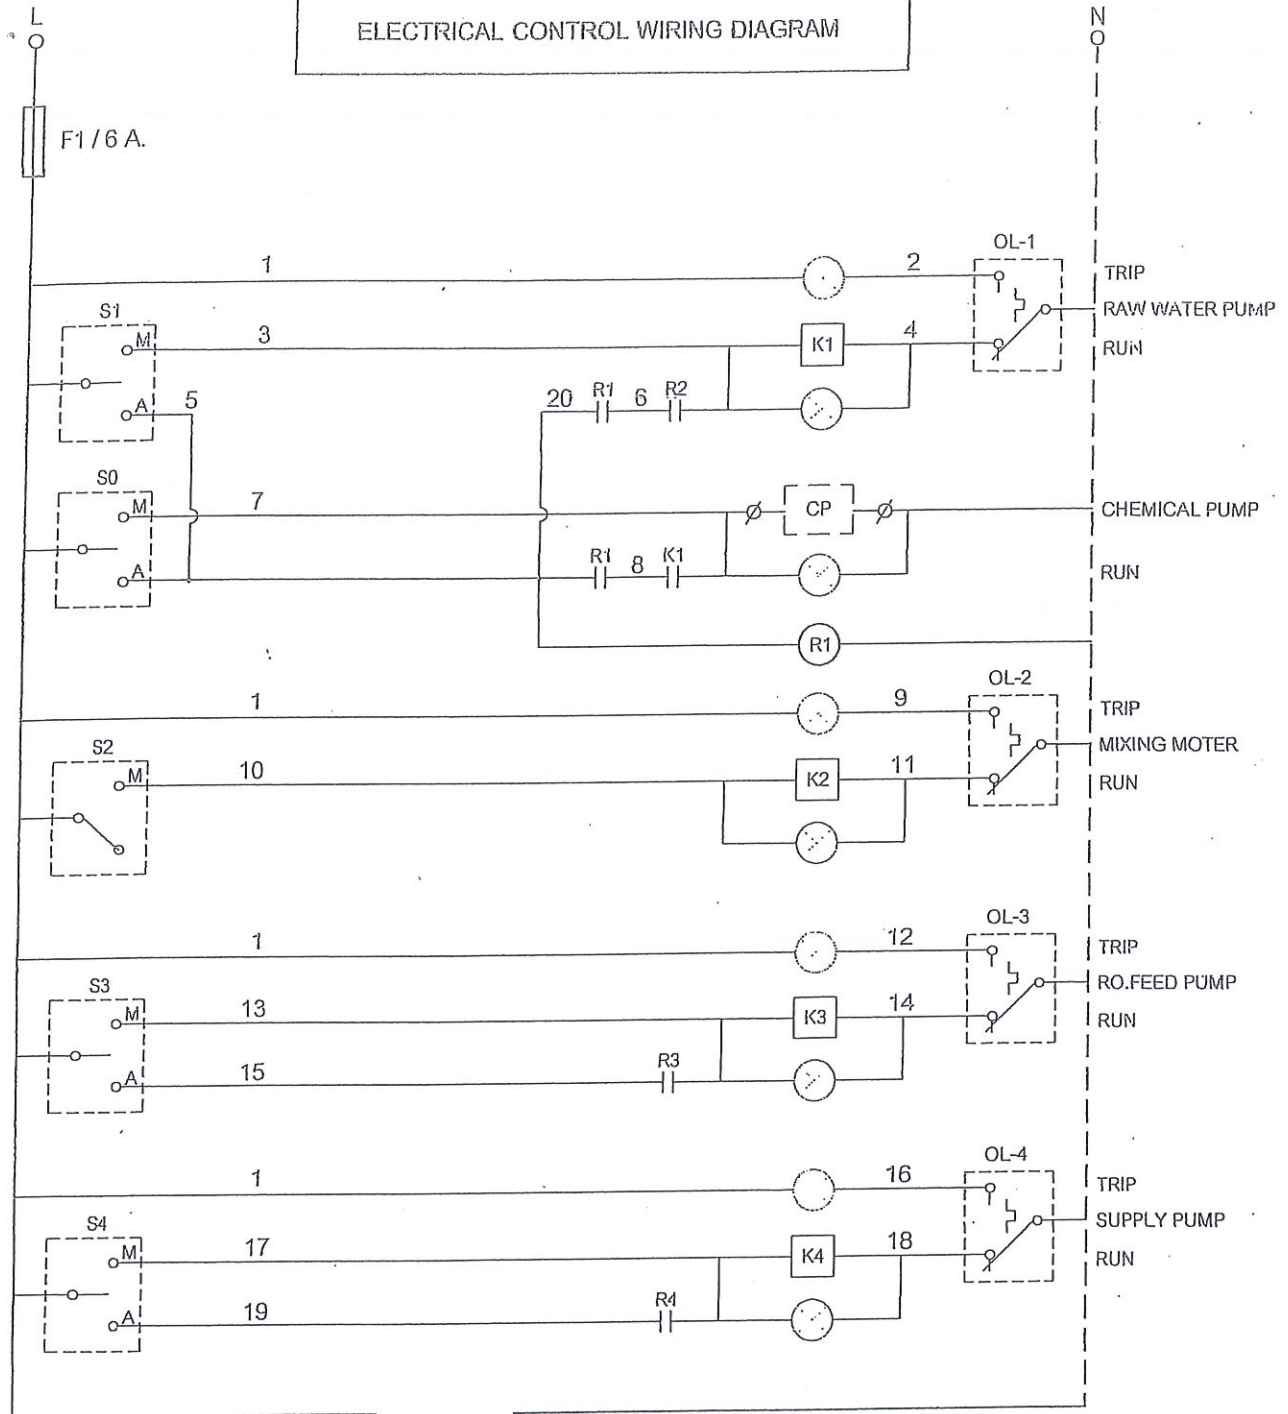 L
N
ELECTRICAL CONTROL WIRING DIAGRAM
F1 / 6 A.
OL-1
1
2
TRIP
RAW WATER PUMP
S1
M
3
K1
4
RUN
A
5
20
R1
6
R2
S0
M
7
CP
CHEMICAL PUMP
A
R1
8
K1
RUN
R1
OL-2
1
9
TRIP
MIXING MOTER
S2
M
10
K2
11
RUN
OL-3
1
12
TRIP
RO.FEED PUMP
S3
M
13
K3
14
RUN
A
15
R3
OL-4
1
16
TRIP
SUPPLY PUMP
S4
M
17
K4
18
RUN
A
19
R4